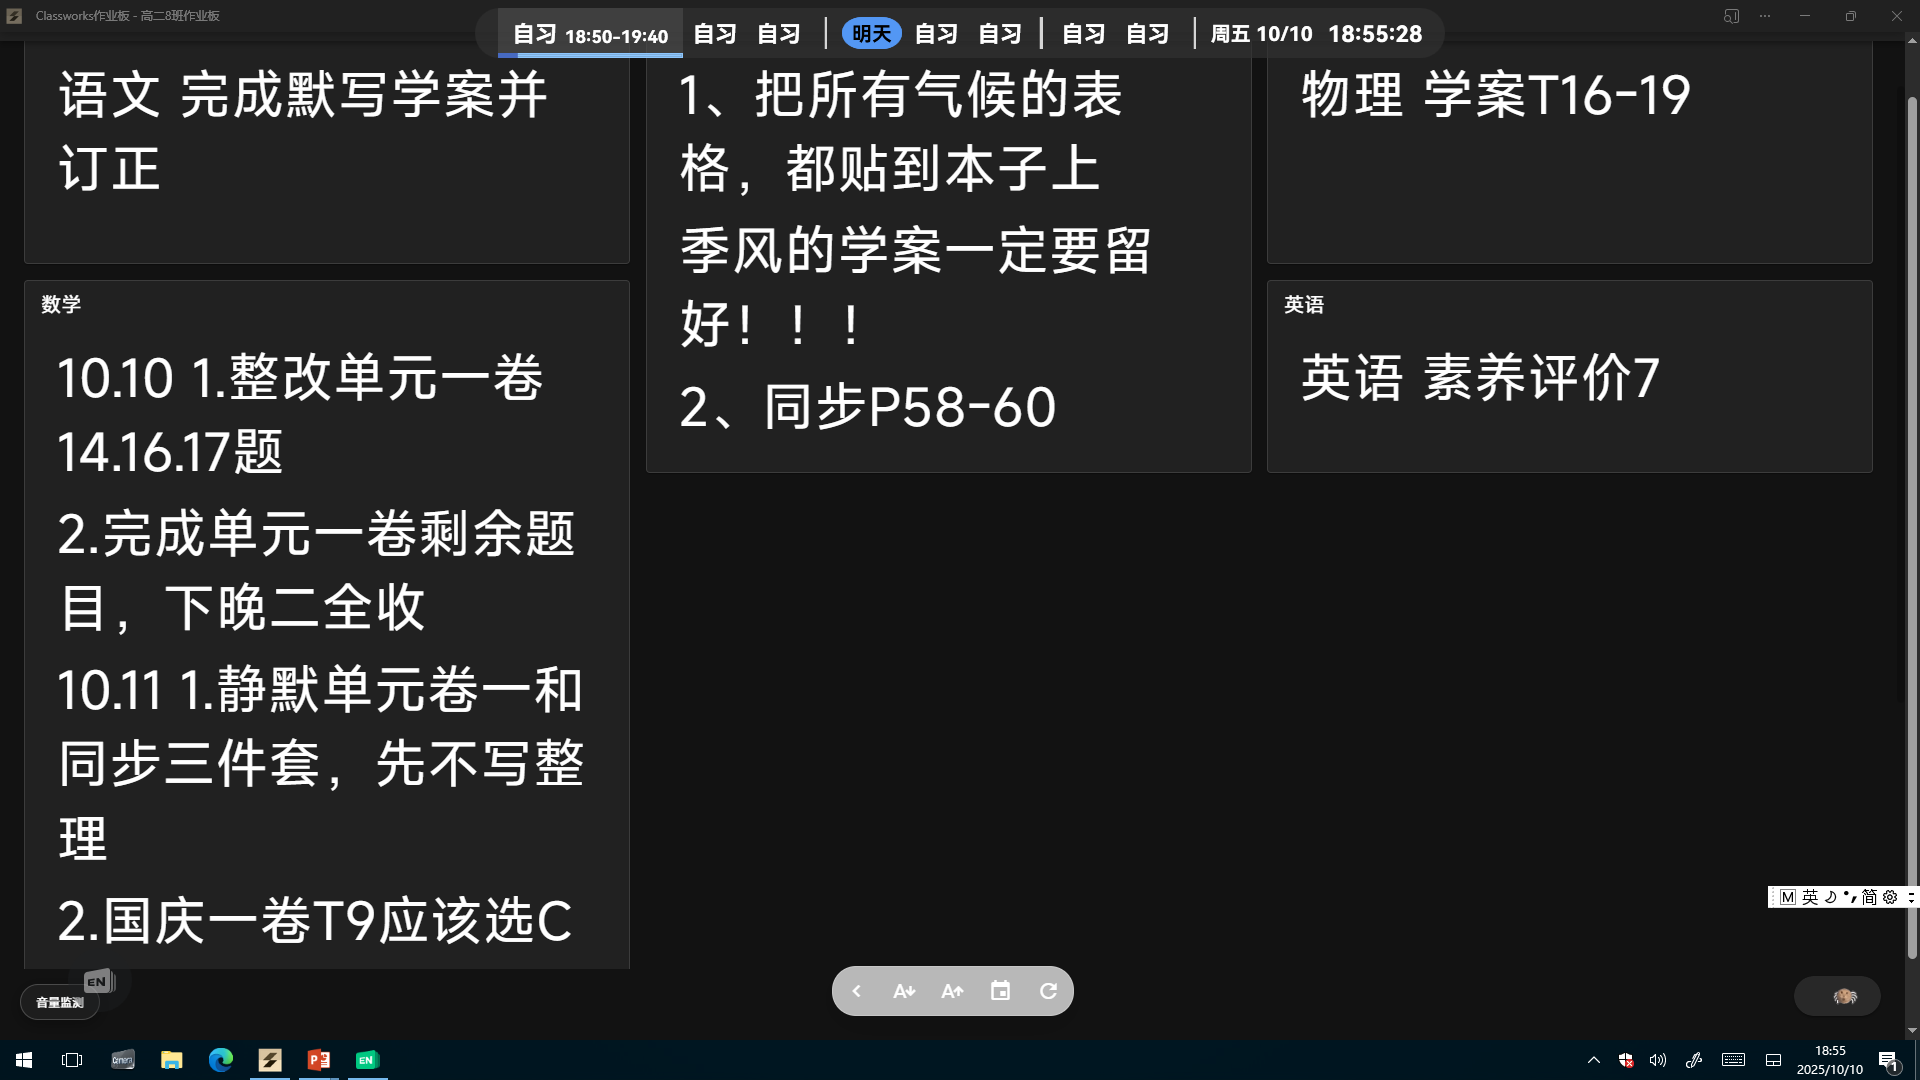 Classworks作业板 - 高二8班作业板
自习 18:50-19:40 自习 自习 | 明天 自习 自习 | 自习 自习 | 周五 10/10 18:55:28
语文 完成默写学案并
订正
1、把所有气候的表
格，都贴到本子上
季风的学案一定要留
好！！！
2、同步P58-60
物理 学案T16-19
数学
10.10 1.整改单元一卷
14.16.17题
2.完成单元一卷剩余题
目，下晚二全收
10.11 1.静默单元卷一和
同步三件套，先不写整
理
2.国庆一卷T9应该选C
英语
英语 素养评价7
M 英 简
EN
音量监测
A A
EN
18:55
2025/10/10
1